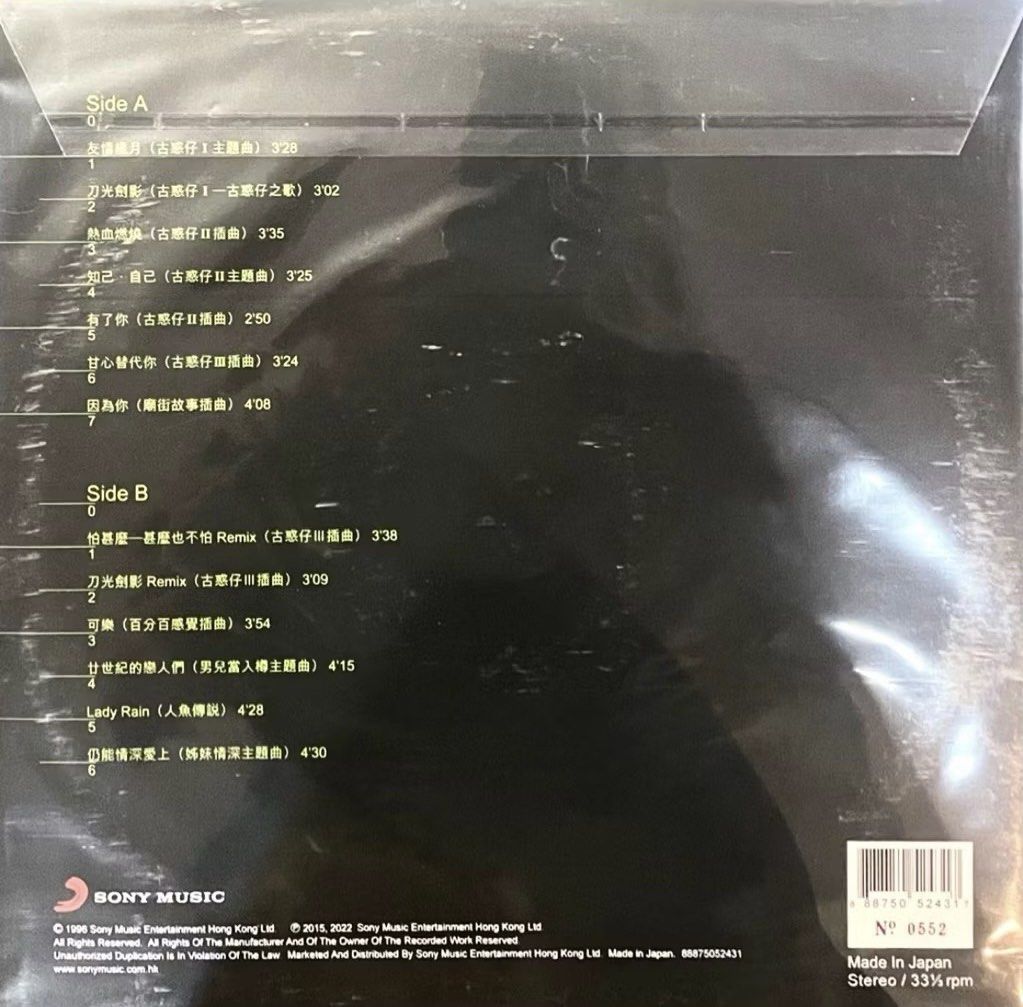 Side A
0
友情歲月（古惑仔 I 主題曲） 3'28
1
刀光劍影（古惑仔 I —古惑仔之歌） 3'02
2
熱血燃燒（古惑仔 II 插曲） 3'35
3
知己‧自己（古惑仔 II 主題曲） 3'25
4
有了你（古惑仔 II 插曲） 2'50
5
甘心替代你（古惑仔 III 插曲） 3'24
6
因為你（廟街故事插曲） 4'08
7
Side B
0
怕甚麼—甚麼也不怕 Remix（古惑仔 III 插曲） 3'38
1
刀光劍影 Remix（古惑仔 III 插曲） 3'09
2
可樂（百分百感覺插曲） 3'54
3
廿世紀的戀人們（男兒當入樽主題曲） 4'15
4
Lady Rain（人魚傳説） 4'28
5
仍能情深愛上（姊妹情深主題曲） 4'30
6
SONY MUSIC
© 1996 Sony Music Entertainment Hong Kong Ltd. ℗ 2015, 2022 Sony Music Entertainment Hong Kong Ltd.
All Rights Reserved. All Rights Of The Manufacturer And Of The Owner Of The Recorded Work Reserved.
Unauthorized Duplication Is In Violation Of The Law Marketed And Distributed By Sony Music Entertainment Hong Kong Ltd. Made in Japan. 88875052431
www.sonymusic.com.hk
8 88750 52431 7
Nº 0552
Made In Japan
Stereo / 33⅓ rpm